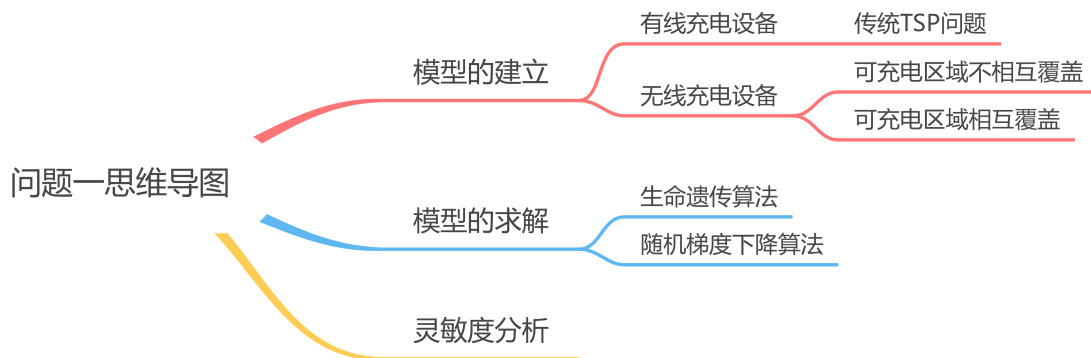 问题一思维导图
模型的建立
有线充电设备
传统TSP问题
无线充电设备
可充电区域不相互覆盖
可充电区域相互覆盖
模型的求解
生命遗传算法
随机梯度下降算法
灵敏度分析